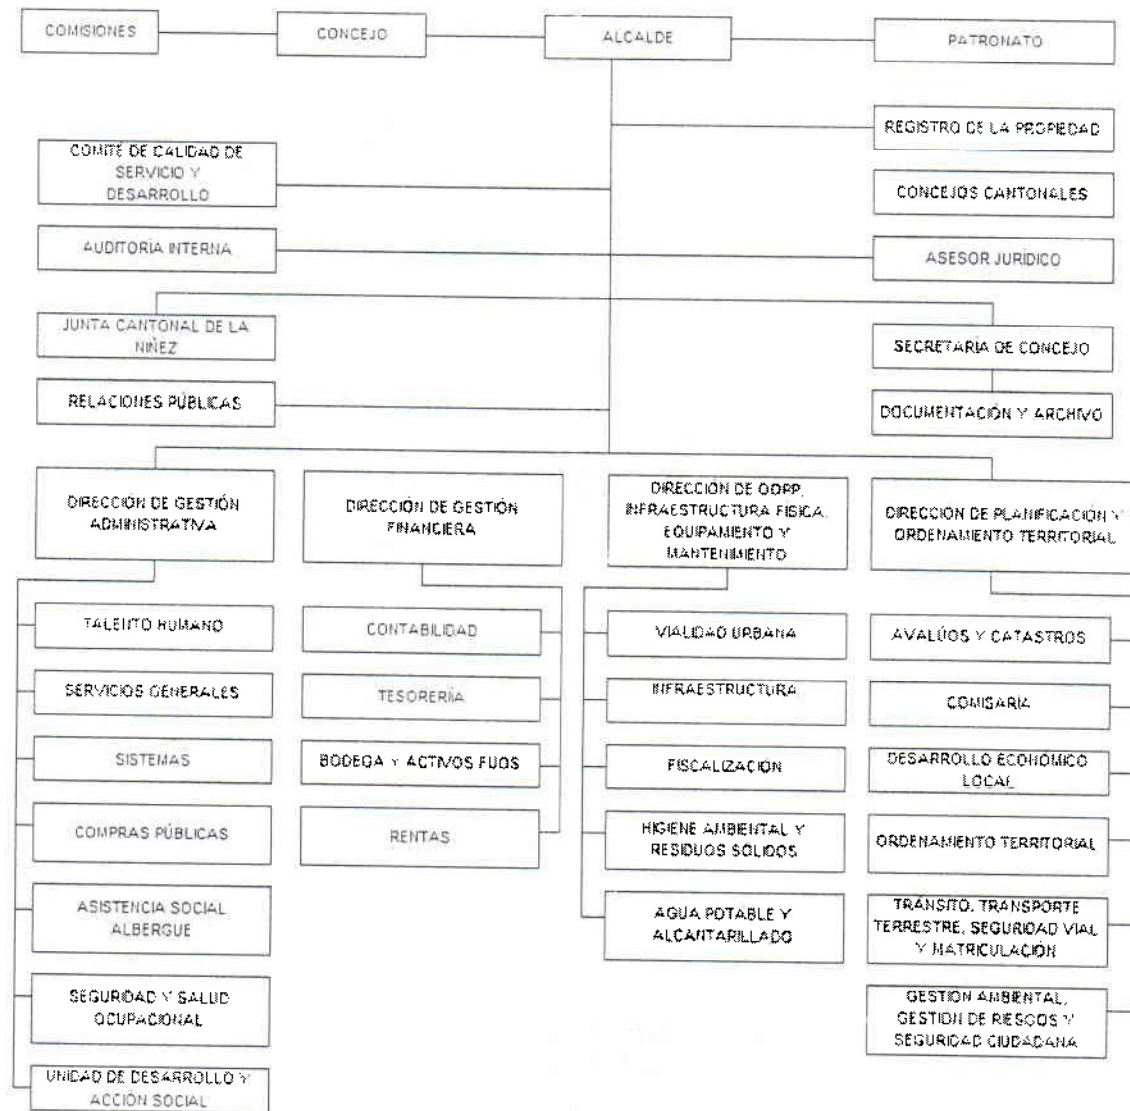 COMISIONES
CONCEJO
ALCALDE
PATRONATO
REGISTRO DE LA PROPIEDAD
COMITÉ DE CALIDAD DE
SERVICIO Y
DESARROLLO
CONCEJOS CANTONALES
AUDITORÍA INTERNA
ASESOR JURÍDICO
JUNTA CANTONAL DE LA
NIÑEZ
SECRETARÍA DE CONCEJO
RELACIONES PÚBLICAS
DOCUMENTACIÓN Y ARCHIVO
DIRECCIÓN DE GESTIÓN
ADMINISTRATIVA
DIRECCIÓN DE GESTIÓN
FINANCIERA
DIRECCIÓN DE OOPP,
INFRAESTRUCTURA FISICA,
EQUIPAMIENTO Y
MANTENIMIENTO
DIRECCIÓN DE PLANIFICACIÓN Y
ORDENAMIENTO TERRITORIAL
TALENTO HUMANO
SERVICIOS GENERALES
SISTEMAS
COMPRAS PÚBLICAS
ASISTENCIA SOCIAL
ALBERGUE
SEGURIDAD Y SALUD
OCUPACIONAL
UNIDAD DE DESARROLLO Y
ACCIÓN SOCIAL
CONTABILIDAD
TESORERÍIA
BODEGA Y ACTIVOS FIJOS
RENTAS
VIALIDAD URBANA
INFRAESTRUCTURA
FISCALIZACIÓN
HIGIENE AMBIENTAL Y
RESIDUOS SÓLIDOS
AGUA POTABLE Y
ALCANTARILLADO
AVALÚOS Y CATASTROS
COMISARÍA
DESARROLLO ECONÓMICO
LOCAL
ORDENAMIENTO TERRITORIAL
TRÁNSITO, TRANSPORTE
TERRESTRE, SEGURIDAD VIAL
Y MATRICULACIÓN
GESTIÓN AMBIENTAL,
GESTIÓN DE RIESGOS Y
SEGURIDAD CIUDADANA